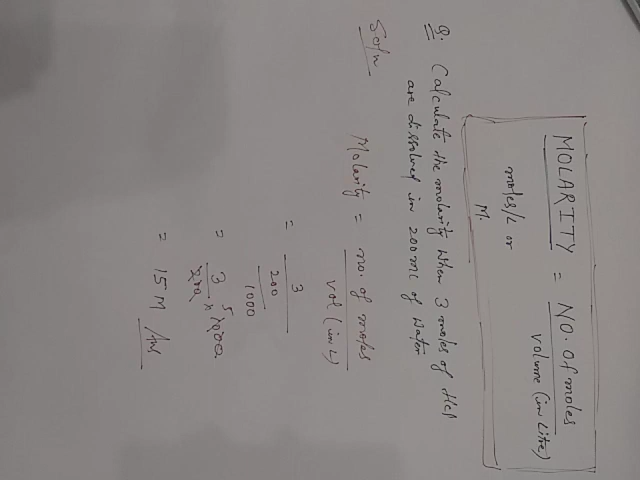 MOLARITY = NO. Of moles
volume (in Litre)
moles/L or
M.
Q. Calculate the molarity when 3 moles of Hcl
are dissolved in 200 ml of water
Soln
Molarity = no. of moles
vol (in L)
= 3
200
1000
= 3 × 1000 5
200
= 15 M /Ans